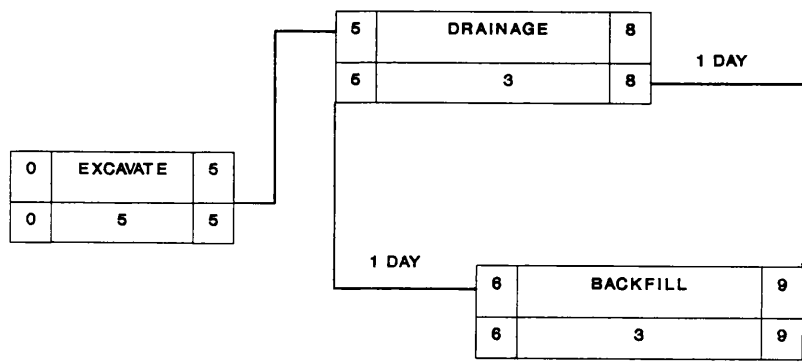 5 DRAINAGE 8
5 3 8
1 DAY
0 EXCAVATE 5
0 5 5
1 DAY
6 BACKFILL 9
6 3 9